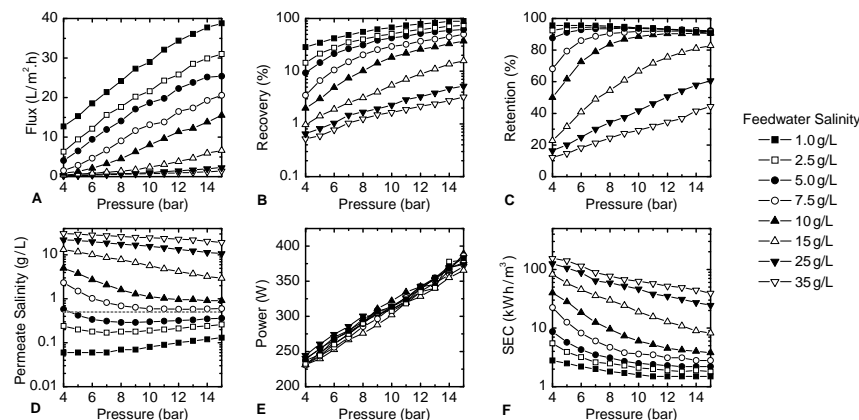 40
30
20
10
0
4 6 8 10 12 14
Flux (L/m²h)
Pressure (bar)
A
100
10
1
0.1
4 6 8 10 12 14
Recovery (%)
Pressure (bar)
B
100
80
60
40
20
0
4 6 8 10 12 14
Retention (%)
Pressure (bar)
C
Feedwater Salinity
1.0 g/L
2.5 g/L
5.0 g/L
7.5 g/L
10 g/L
15 g/L
25 g/L
35 g/L
10
1
0.1
0.01
4 6 8 10 12 14
Permeate Salinity (g/L)
Pressure (bar)
D
400
350
300
250
200
4 6 8 10 12 14
Power (W)
Pressure (bar)
E
100
10
1
4 6 8 10 12 14
SEC (kWh/m³)
Pressure (bar)
F